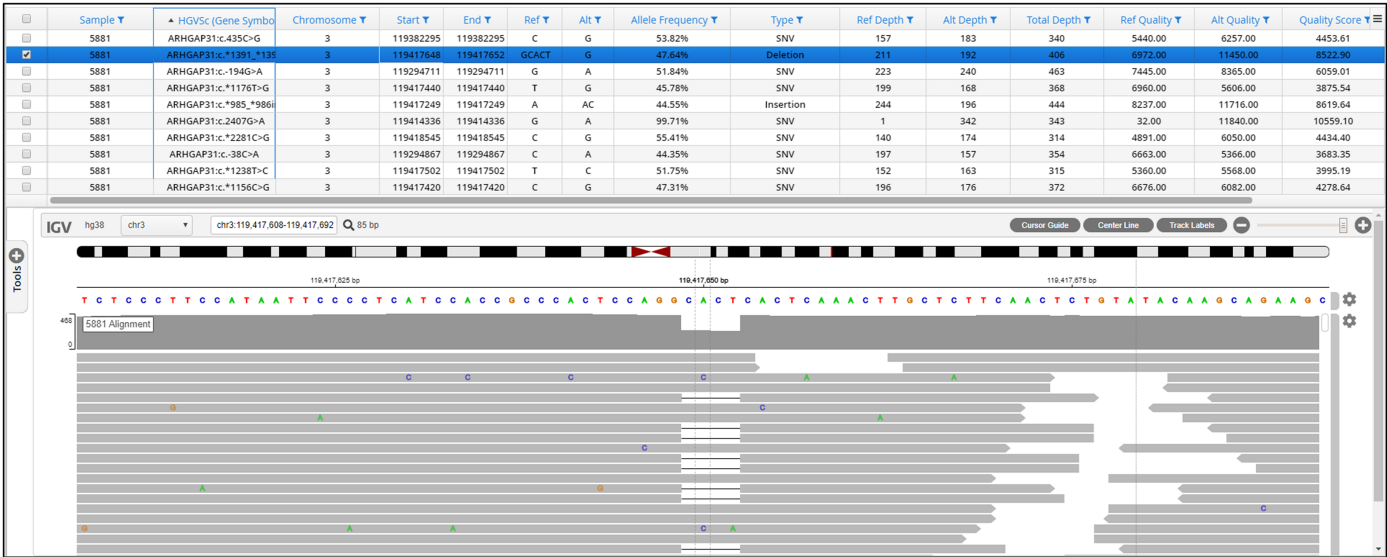 Sample HGVSc (Gene Symbo Chromosome Start End Ref Alt Allele Frequency Type Ref Depth Alt Depth Total Depth Ref Quality Alt Quality Quality Score
5881 ARHGAP31:c.435C>G 3 119382295 119382295 C G 53.82% SNV 157 183 340 5440.00 6257.00 4453.61
5881 ARHGAP31:c.*1391_*139 3 119417648 119417652 GCACT G 47.64% Deletion 211 192 406 6972.00 11450.00 8522.90
5881 ARHGAP31:c.-194G>A 3 119294711 119294711 G A 51.84% SNV 223 240 463 7445.00 8365.00 6059.01
5881 ARHGAP31:c.*1176T>G 3 119417440 119417440 T G 45.78% SNV 199 168 368 6960.00 5606.00 3875.54
5881 ARHGAP31:c.*985_*986i 3 119417249 119417249 A AC 44.55% Insertion 244 196 444 8237.00 11716.00 8619.64
5881 ARHGAP31:c.2407G>A 3 119414336 119414336 G A 99.71% SNV 1 342 343 32.00 11840.00 10559.10
5881 ARHGAP31:c.*2281C>G 3 119418545 119418545 C G 55.41% SNV 140 174 314 4891.00 6050.00 4434.40
5881 ARHGAP31:c.-38C>A 3 119294867 119294867 C A 44.35% SNV 197 157 354 6663.00 5366.00 3683.35
5881 ARHGAP31:c.*1238T>C 3 119417502 119417502 T C 51.75% SNV 152 163 315 5360.00 5568.00 3995.19
5881 ARHGAP31:c.*1156C>G 3 119417420 119417420 C G 47.31% SNV 196 176 372 6676.00 6082.00 4278.64
Tools
IGV hg38 chr3 chr3:119,417,608-119,417,692 85 bp Cursor Guide Center Line Track Labels
119,417,625 bp 119,417,650 bp 119,417,675 bp
T C T C C C T T C C A T A A T T C C C C T C A T C C A C C G C C C A C T C C A G G C A C T C A C T C A A A C T T G C T C T T C A A C T C T G T A T A C A A G C A G A A G C
468
5881 Alignment
0
C C C C A A
G C
A A
C
A G
C
G A A C A